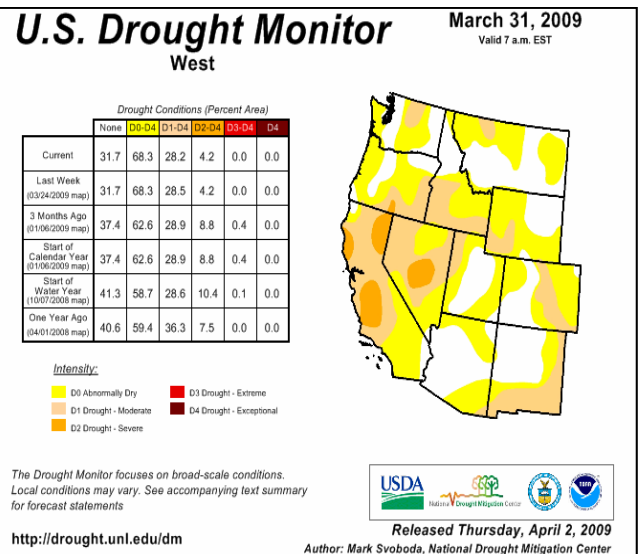 U.S. Drought Monitor
West
March 31, 2009
Valid 7 a.m. EST
Drought Conditions (Percent Area)
None D0-D4 D1-D4 D2-D4 D3-D4 D4
Current 31.7 68.3 28.2 4.2 0.0 0.0
Last Week
(03/24/2009 map) 31.7 68.3 28.5 4.2 0.0 0.0
3 Months Ago
(01/06/2009 map) 37.4 62.6 28.9 8.8 0.4 0.0
Start of
Calendar Year
(01/06/2009 map) 37.4 62.6 28.9 8.8 0.4 0.0
Start of
Water Year
(10/07/2008 map) 41.3 58.7 28.6 10.4 0.1 0.0
One Year Ago
(04/01/2008 map) 40.6 59.4 36.3 7.5 0.0 0.0
Intensity:
D0 Abnormally Dry
D1 Drought - Moderate
D2 Drought - Severe
D3 Drought - Extreme
D4 Drought - Exceptional
The Drought Monitor focuses on broad-scale conditions.
Local conditions may vary. See accompanying text summary
for forecast statements
http://drought.unl.edu/dm
USDA
National Drought Mitigation Center
Released Thursday, April 2, 2009
Author: Mark Svoboda, National Drought Mitigation Center